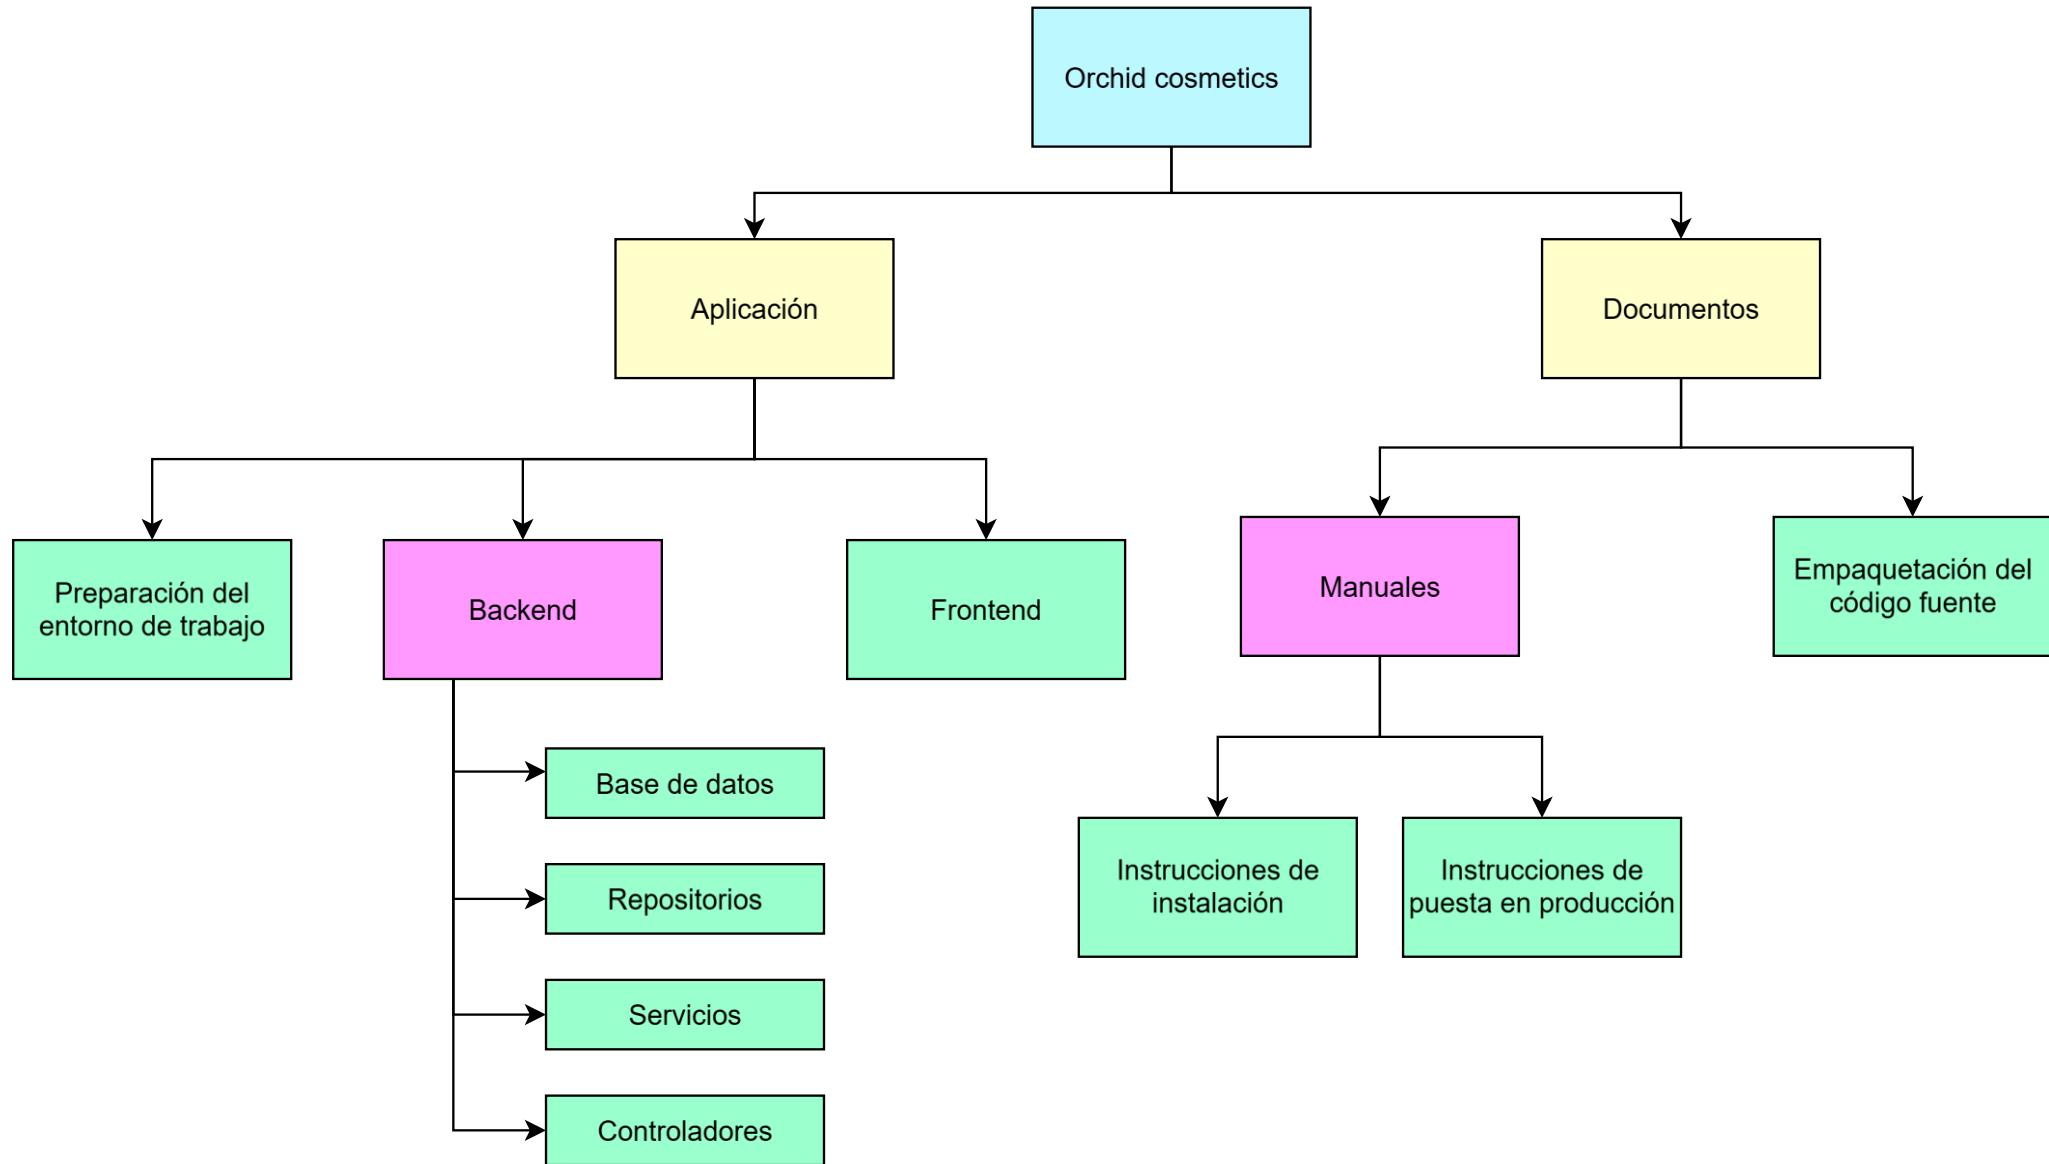 Orchid cosmetics
Aplicación
Documentos
Preparación del
entorno de trabajo
Backend
Frontend
Manuales
Empaquetación del
código fuente
Base de datos
Repositorios
Servicios
Controladores
Instrucciones de
instalación
Instrucciones de
puesta en producción